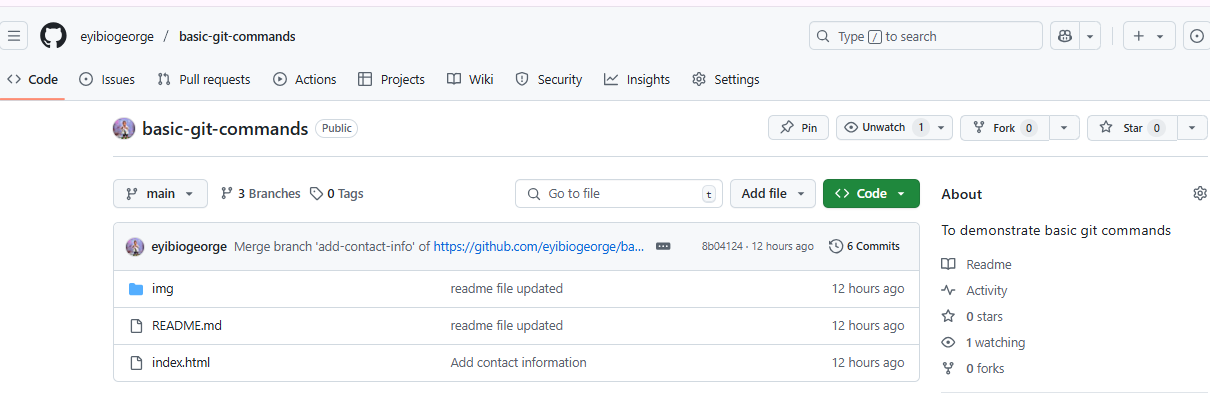 eyibiogeorge / basic-git-commands
Type / to search
Code Issues Pull requests Actions Projects Wiki Security Insights Settings
basic-git-commands Public
Pin Unwatch 1 Fork 0 Star 0
main 3 Branches 0 Tags Go to file t Add file Code
About
eyibiogeorge Merge branch 'add-contact-info' of https://github.com/eyibiogeorge/ba... 8b04124 · 12 hours ago 6 Commits
To demonstrate basic git commands
img readme file updated 12 hours ago
README.md readme file updated 12 hours ago
index.html Add contact information 12 hours ago
Readme
Activity
0 stars
1 watching
0 forks